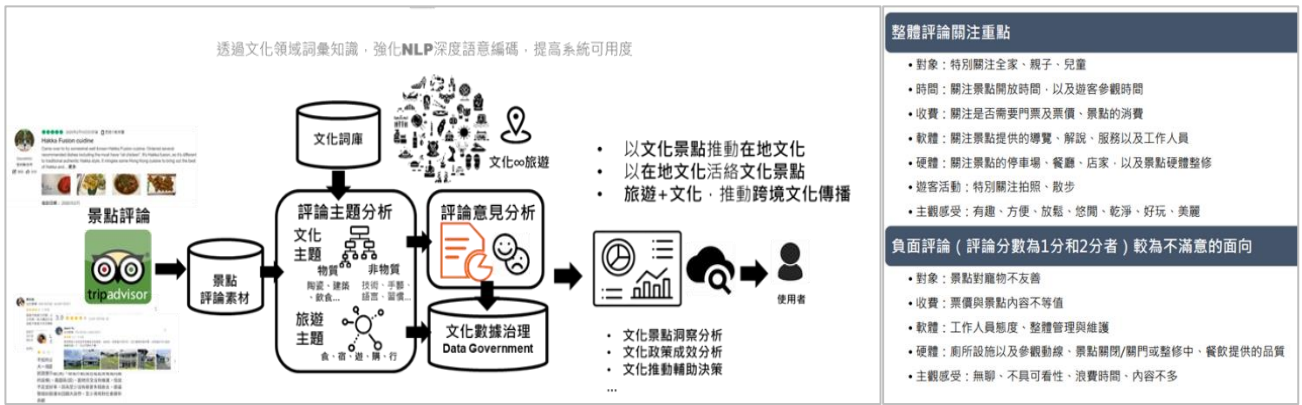 透過文化領域詞彙知識，強化NLP深度語意編碼，提高系統可用度
Hakka Fusion cuidine
景點評論
tripadvisor
景點
評論素材
文化詞庫
文化∞旅遊
評論主題分析
文化
主題
物質
非物質
陶瓷、建築
、飲食...
技術、手藝、
語言、習慣...
旅遊
主題
食、宿、遊、購、行
評論意見分析
文化數據治理
Data Government
• 以文化景點推動在地文化
• 以在地文化活絡文化景點
• 旅遊+文化，推動跨境文化傳播
使用者
• 文化景點洞察分析
• 文化政策成效分析
• 文化推動輔助決策
...
整體評論關注重點
• 對象：特別關注全家、親子、兒童
• 時間：關注景點開放時間，以及遊客參觀時間
• 收費：關注是否需要門票及票價、景點的消費
• 軟體：關注景點提供的導覽、解說、服務以及工作人員
• 硬體：關注景點的停車場、餐廳、店家，以及景點硬體整修
• 遊客活動：特別關注拍照、散步
• 主觀感受：有趣、方便、放鬆、悠閒、乾淨、好玩、美麗
負面評論（評論分數為1分和2分者）較為不滿意的面向
• 對象：景點對寵物不友善
• 收費：票價與景點內容不等值
• 軟體：工作人員態度、整體管理與維護
• 硬體：廁所設施以及參觀動線、景點關閉/關門或整修中、餐飲提供的品質
• 主觀感受：無聊、不具可看性、浪費時間、內容不多